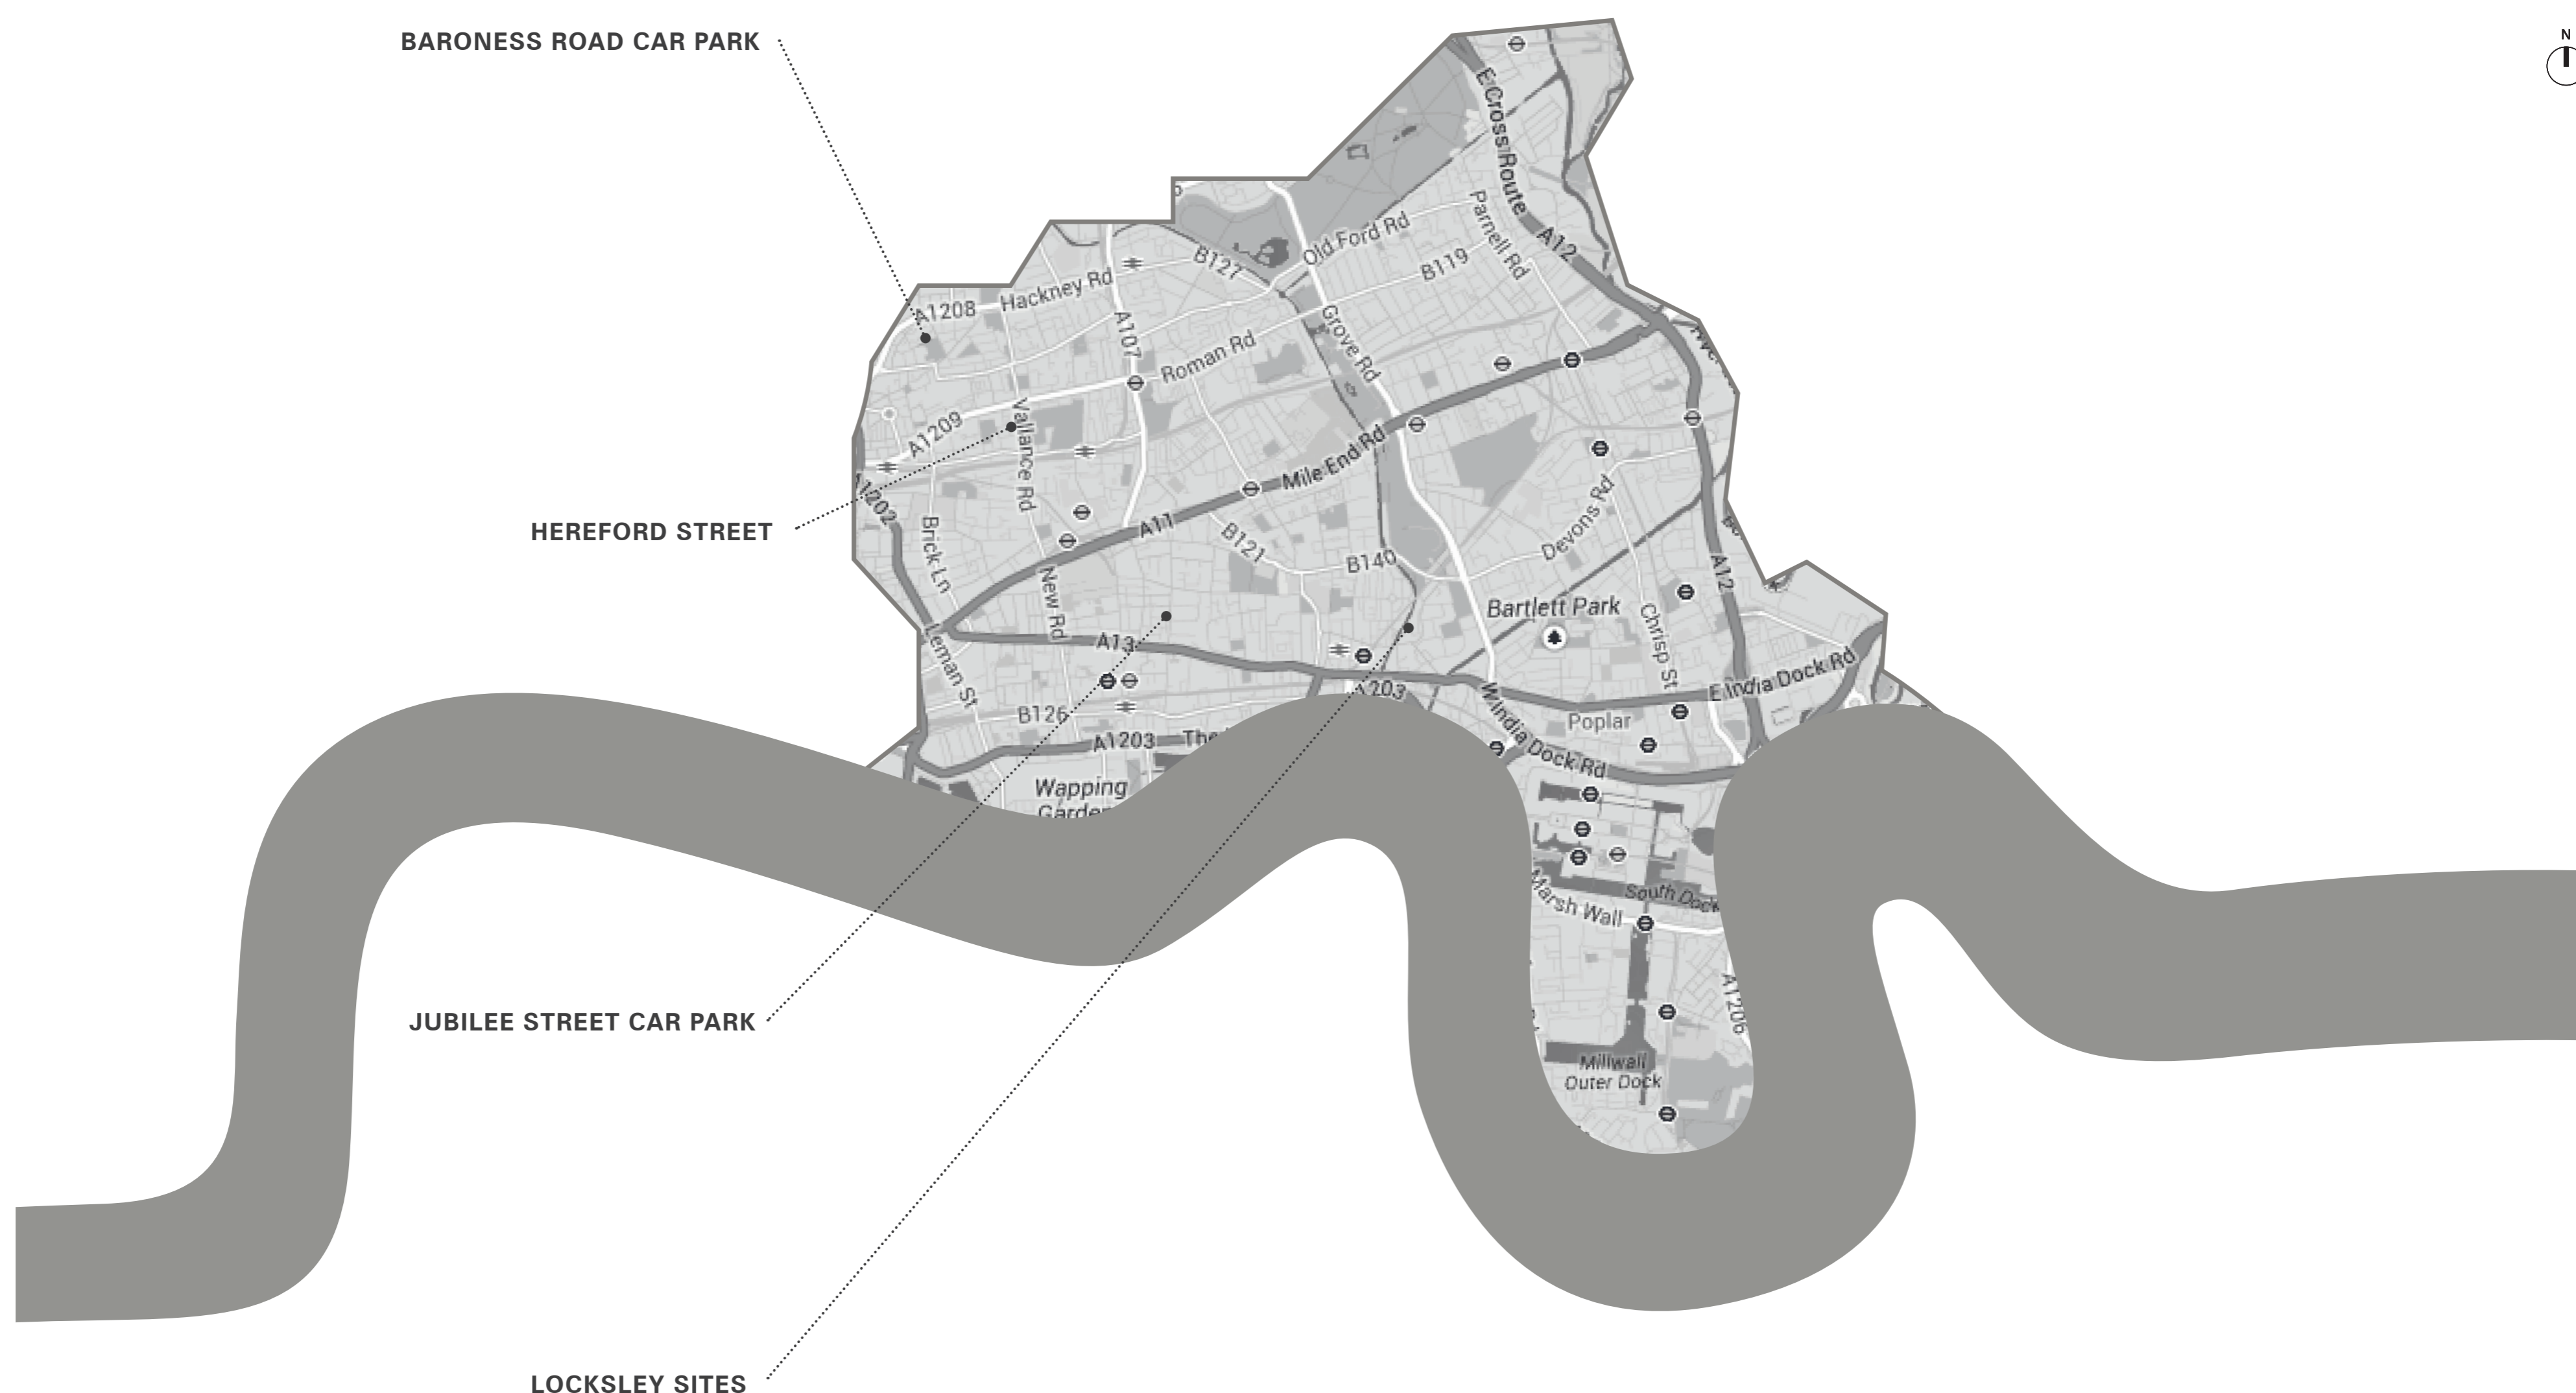 BARONESS ROAD CAR PARK
N
E Cross Route
Old Ford Rd
Parnell Rd
A12
B127
B119
Hackney Rd
A1208
A107
Grove Rd
Roman Rd
Vallance Rd
A1209
Mile End Rd
A1202
HEREFORD STREET
Brick Ln
A11
B121
B140
Devons Rd
A12
New Rd
Bartlett Park
Chrisp St
Leman St
A13
E India Dock Rd
B126
W India Dock Rd
Poplar
A1203
Wapping
South Dock
Marsh Wall
A1206
JUBILEE STREET CAR PARK
Millwall
Outer Dock
LOCKSLEY SITES